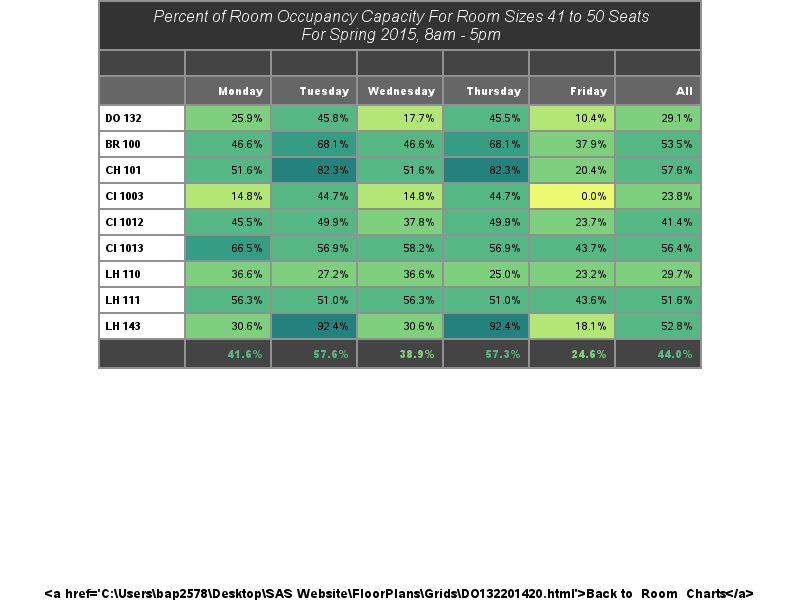 Percent of Room Occupancy Capacity For Room Sizes 41 to 50 Seats
For Spring 2015, 8am - 5pm
Monday Tuesday Wednesday Thursday Friday All
DO 132 25.9% 45.8% 17.7% 45.5% 10.4% 29.1%
BR 100 46.6% 68.1% 46.6% 68.1% 37.9% 53.5%
CH 101 51.6% 82.3% 51.6% 82.3% 20.4% 57.6%
CI 1003 14.8% 44.7% 14.8% 44.7% 0.0% 23.8%
CI 1012 45.5% 49.9% 37.8% 49.9% 23.7% 41.4%
CI 1013 66.5% 56.9% 58.2% 56.9% 43.7% 56.4%
LH 110 36.6% 27.2% 36.6% 25.0% 23.2% 29.7%
LH 111 56.3% 51.0% 56.3% 51.0% 43.6% 51.6%
LH 143 30.6% 92.4% 30.6% 92.4% 18.1% 52.8%
41.6% 57.6% 38.9% 57.3% 24.6% 44.0%
<a href='C:\Users\bap2578\Desktop\SAS Website\FloorPlans\Grids\DO132201420.html'>Back to Room Charts</a>